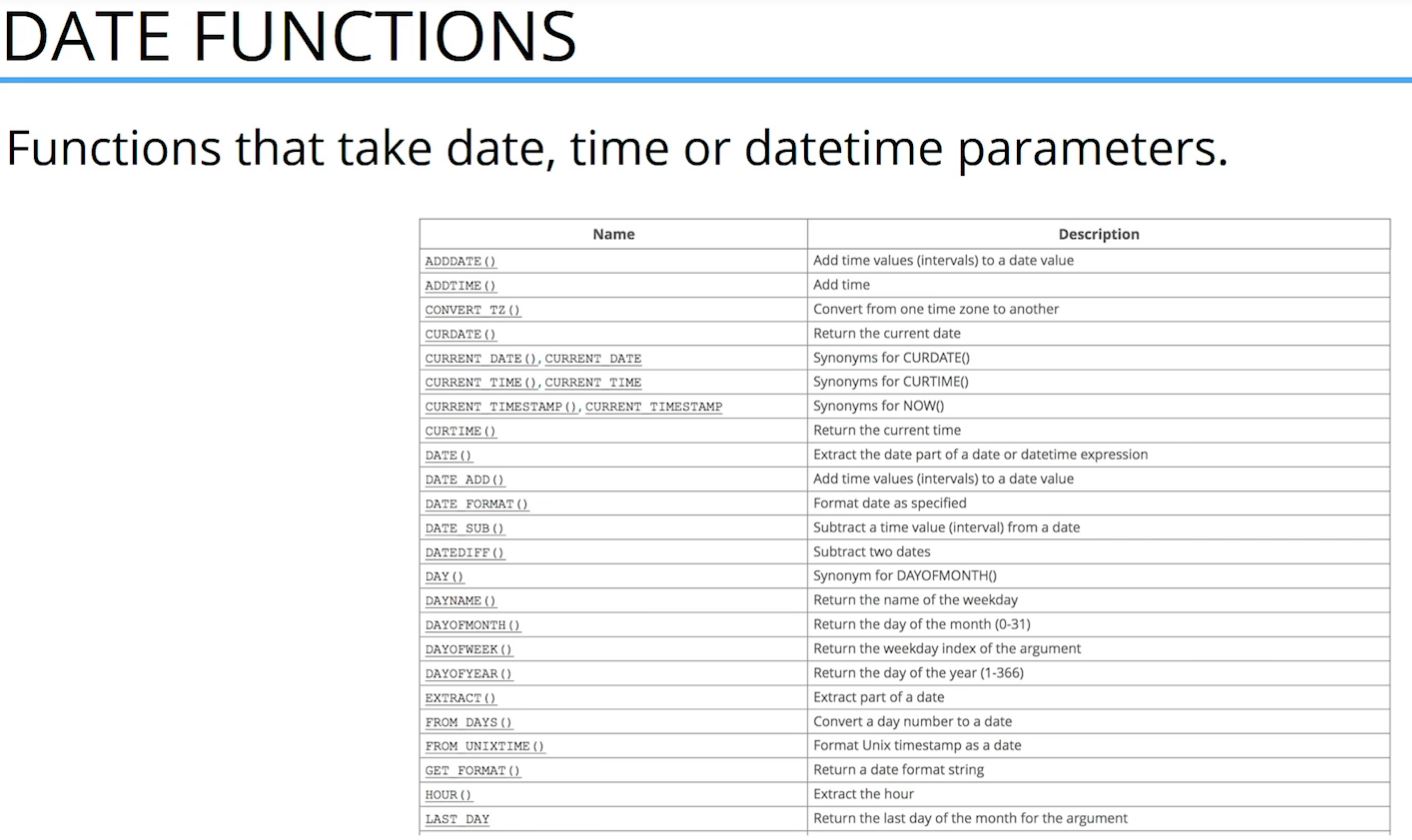 DATE FUNCTIONS
Functions that take date, time or datetime parameters.
Name Description
ADDDATE() Add time values (intervals) to a date value
ADDTIME() Add time
CONVERT_TZ() Convert from one time zone to another
CURDATE() Return the current date
CURRENT_DATE(), CURRENT_DATE Synonyms for CURDATE()
CURRENT_TIME(), CURRENT_TIME Synonyms for CURTIME()
CURRENT_TIMESTAMP(), CURRENT_TIMESTAMP Synonyms for NOW()
CURTIME() Return the current time
DATE() Extract the date part of a date or datetime expression
DATE_ADD() Add time values (intervals) to a date value
DATE_FORMAT() Format date as specified
DATE_SUB() Subtract a time value (interval) from a date
DATEDIFF() Subtract two dates
DAY() Synonym for DAYOFMONTH()
DAYNAME() Return the name of the weekday
DAYOFMONTH() Return the day of the month (0-31)
DAYOFWEEK() Return the weekday index of the argument
DAYOFYEAR() Return the day of the year (1-366)
EXTRACT() Extract part of a date
FROM_DAYS() Convert a day number to a date
FROM_UNIXTIME() Format Unix timestamp as a date
GET_FORMAT() Return a date format string
HOUR() Extract the hour
LAST_DAY Return the last day of the month for the argument